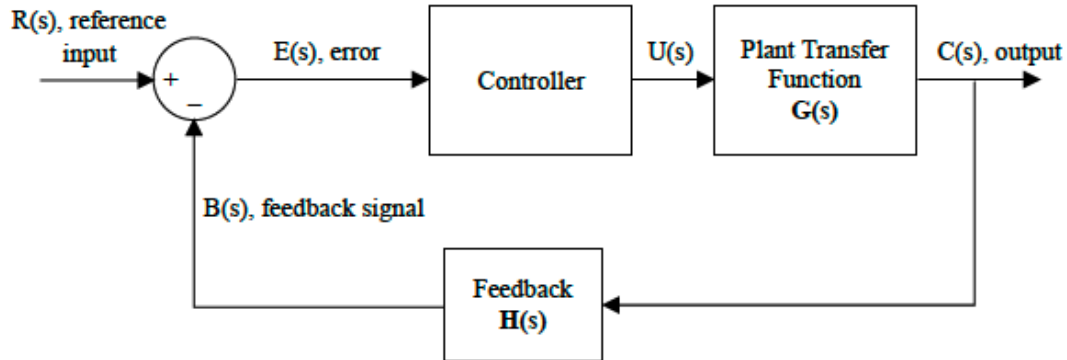 R(s), reference
input
+
−
E(s), error
Controller
U(s)
Plant Transfer
Function
G(s)
C(s), output
B(s), feedback signal
Feedback
H(s)